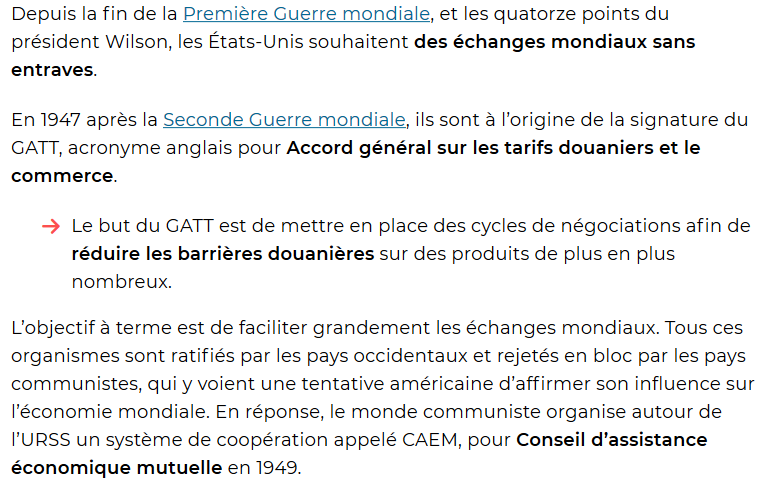 Depuis la fin de la Première Guerre mondiale, et les quatorze points du
président Wilson, les États-Unis souhaitent des échanges mondiaux sans
entraves.
En 1947 après la Seconde Guerre mondiale, ils sont à l’origine de la signature du
GATT, acronyme anglais pour Accord général sur les tarifs douaniers et le
commerce.
→ Le but du GATT est de mettre en place des cycles de négociations afin de
réduire les barrières douanières sur des produits de plus en plus
nombreux.
L’objectif à terme est de faciliter grandement les échanges mondiaux. Tous ces
organismes sont ratifiés par les pays occidentaux et rejetés en bloc par les pays
communistes, qui y voient une tentative américaine d’affirmer son influence sur
l’économie mondiale. En réponse, le monde communiste organise autour de
l’URSS un système de coopération appelé CAEM, pour Conseil d’assistance
économique mutuelle en 1949.